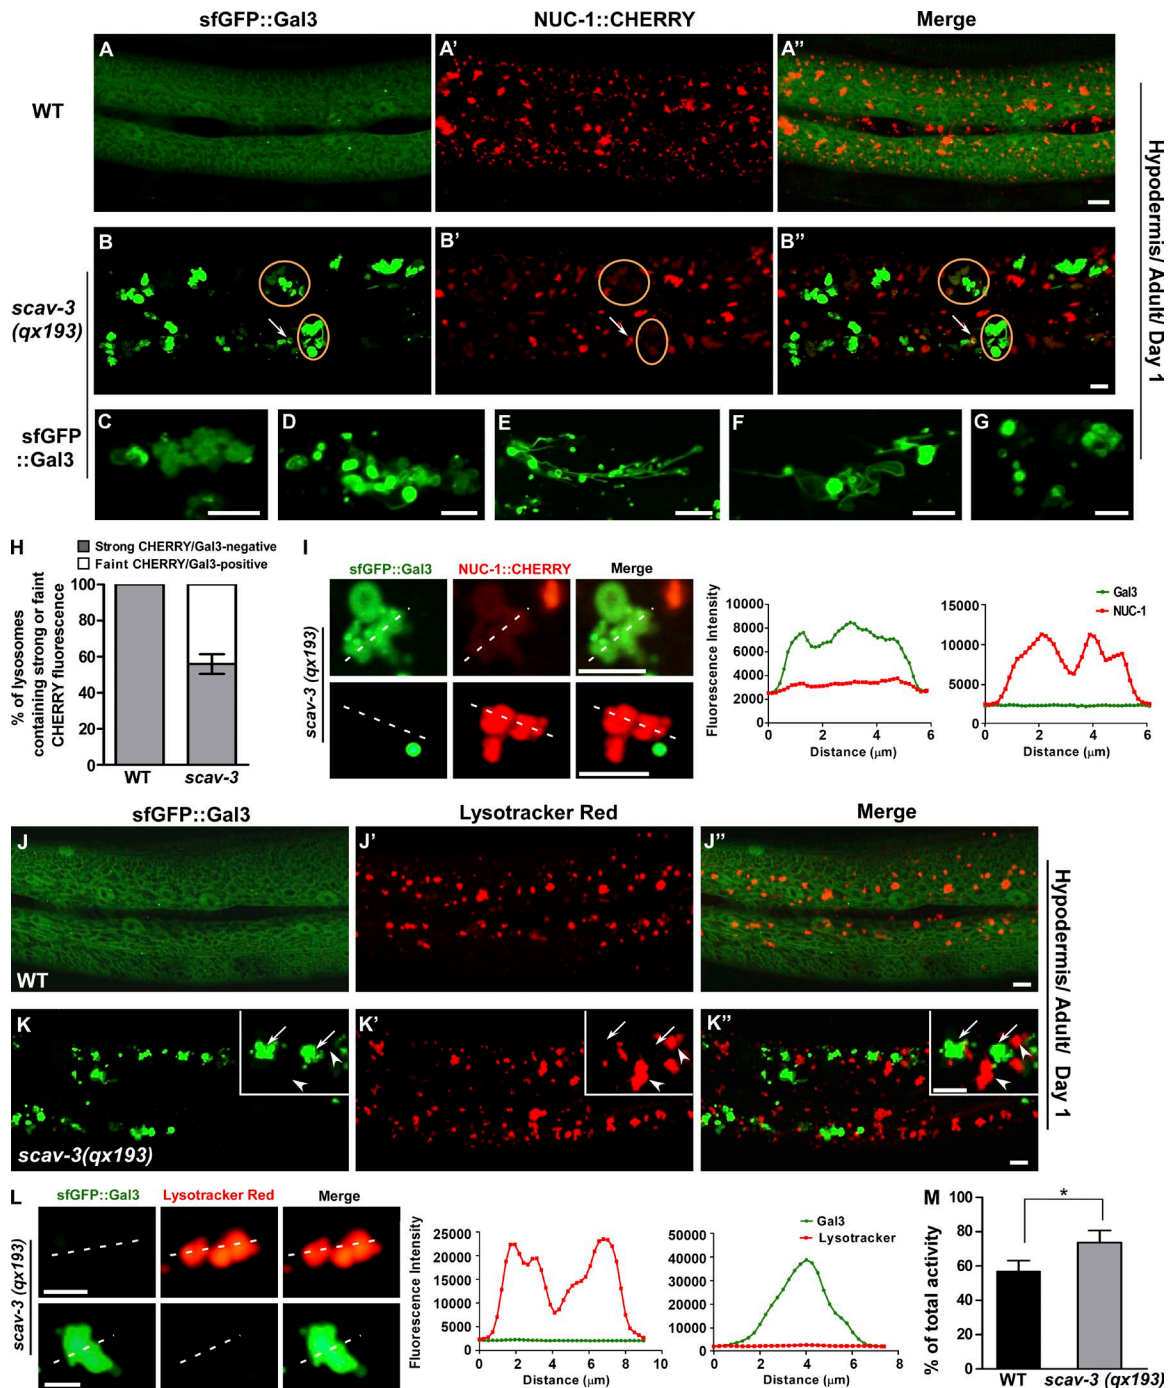 sfGFP::Gal3 NUC-1::CHERRY Merge
A A' A''
WT
B B' B''
scav-3
(qx193)
Hypodermis/ Adult/ Day 1
C D E F G
sfGFP
::Gal3
H
Strong CHERRY/Gal3-negative
Faint CHERRY/Gal3-positive
% of lysosomes
containing strong or faint
CHERRY fluorescence
100
80
60
40
20
0
WT scav-3
I
sfGFP::Gal3 NUC-1::CHERRY Merge
scav-3 (qx193)
Fluorescence Intensity
10000
8000
6000
4000
2000
0
0 2 4 6
Distance (μm)
Gal3
NUC-1
15000
10000
5000
0
0 2 4 6
Distance (μm)
sfGFP::Gal3 Lysotracker Red Merge
J J' J''
WT
K K' K''
scav-3(qx193)
Hypodermis/ Adult/ Day 1
L
sfGFP::Gal3 Lysotracker Red Merge
scav-3 (qx193)
Fluorescence Intensity
25000
20000
15000
10000
5000
0
0 2 4 6 8 10
Distance (μm)
Gal3
Lysotracker
50000
40000
30000
20000
10000
0
0 2 4 6 8
Distance (μm)
M
% of total activity
100
80
60
40
20
0
*
WT scav-3 (qx193)